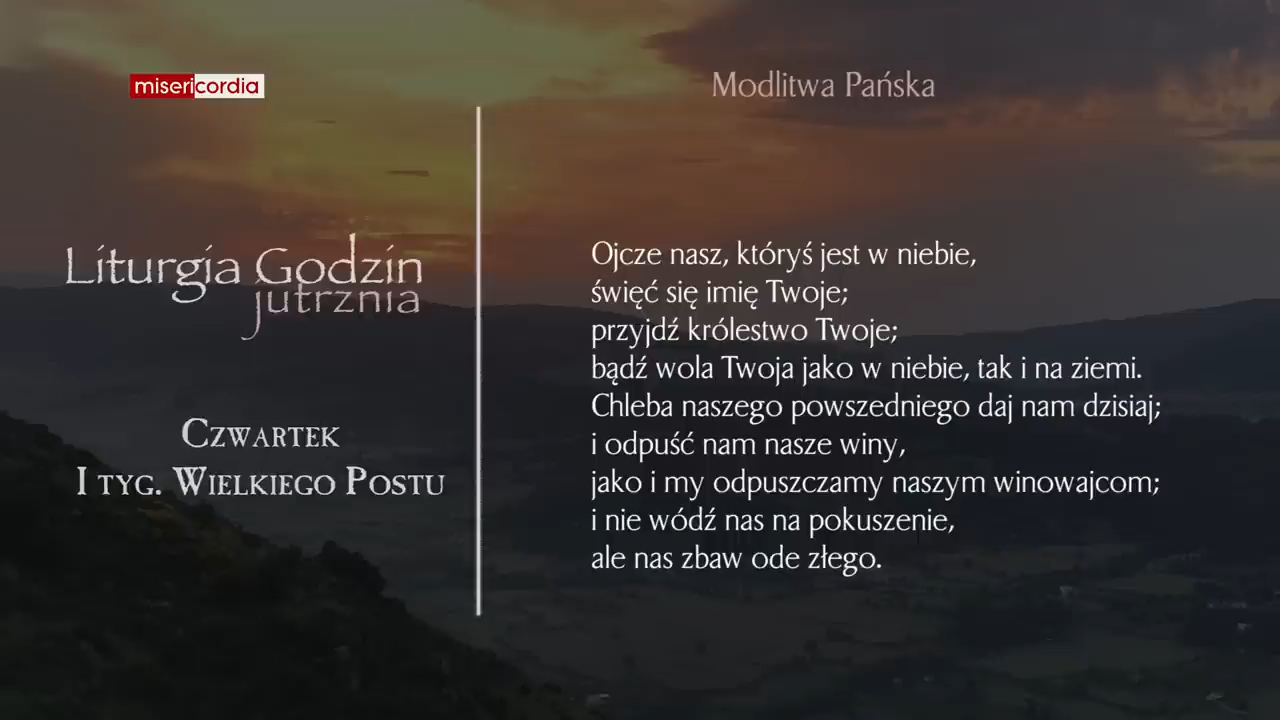 misericordia
Liturgia Godzin
jutrznia
Czwartek
I tyg. Wielkiego Postu
Modlitwa Pańska
Ojcze nasz, któryś jest w niebie,
święć się imię Twoje;
przyjdź królestwo Twoje;
bądź wola Twoja jako w niebie, tak i na ziemi.
Chleba naszego powszedniego daj nam dzisiaj;
i odpuść nam nasze winy,
jako i my odpuszczamy naszym winowajcom;
i nie wódź nas na pokuszenie,
ale nas zbaw ode złego.